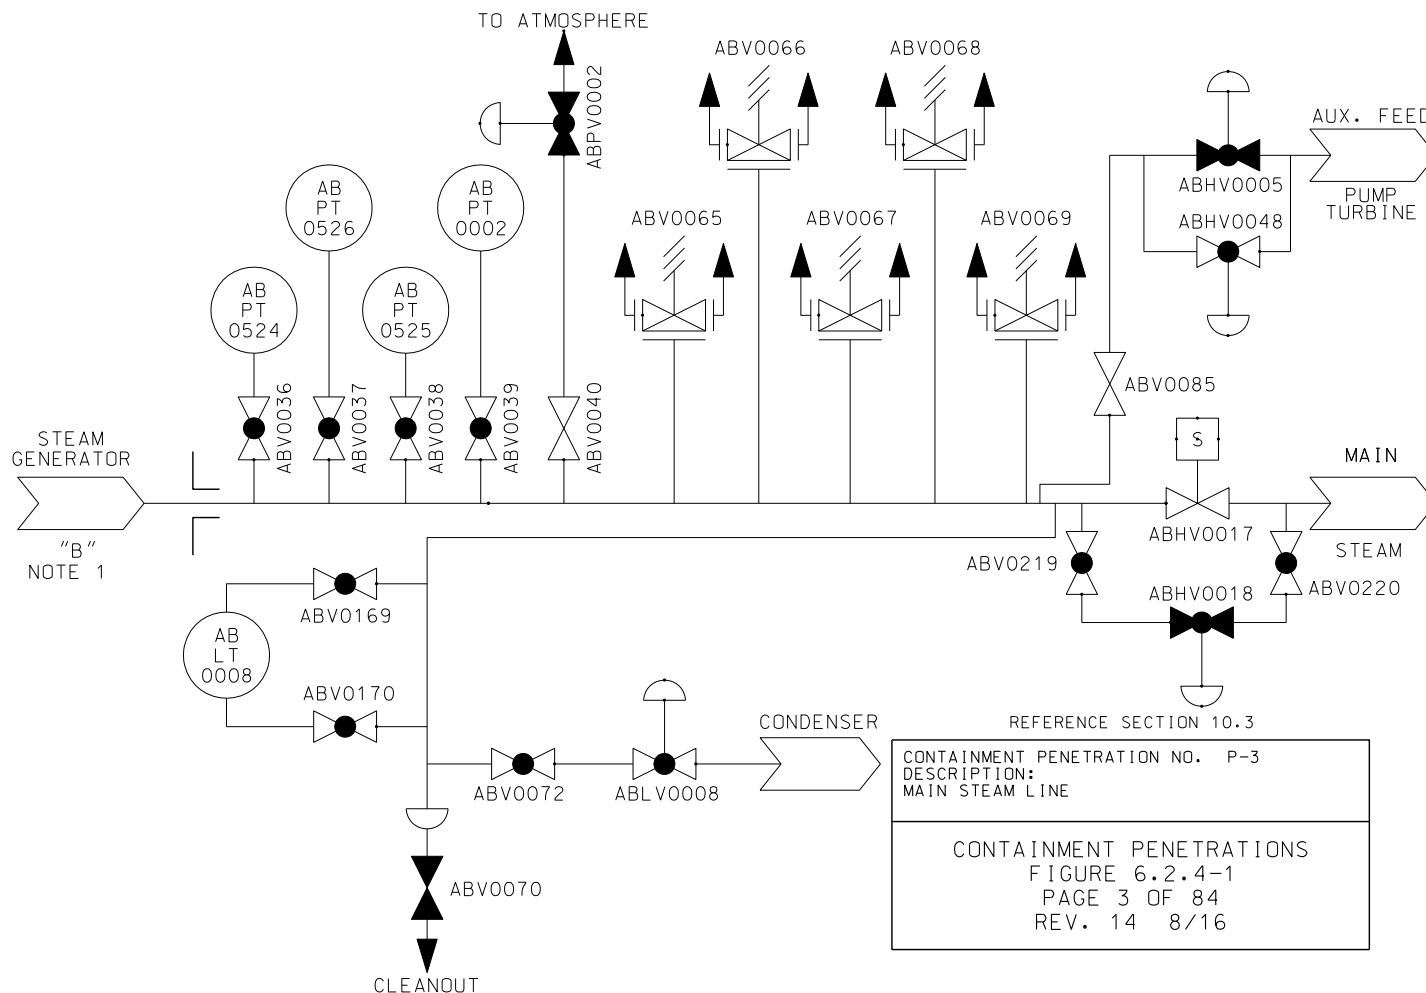 TO ATMOSPHERE
ABPV0002
ABV0066
ABV0068
AUX. FEED
PUMP
TURBINE
ABHV0005
ABHV0048
AB
PT
0526
AB
PT
0002
ABV0065
ABV0067
ABV0069
AB
PT
0524
AB
PT
0525
ABV0036
ABV0037
ABV0038
ABV0039
ABV0040
ABV0085
S
STEAM
GENERATOR
"B"
NOTE 1
MAIN
STEAM
ABHV0017
ABV0219
ABHV0018
ABV0220
ABV0169
AB
LT
0008
ABV0170
ABV0072
ABLV0008
CONDENSER
ABV0070
CLEANOUT
REFERENCE SECTION 10.3
CONTAINMENT PENETRATION NO. P-3
DESCRIPTION:
MAIN STEAM LINE
CONTAINMENT PENETRATIONS
FIGURE 6.2.4-1
PAGE 3 OF 84
REV. 14 8/16